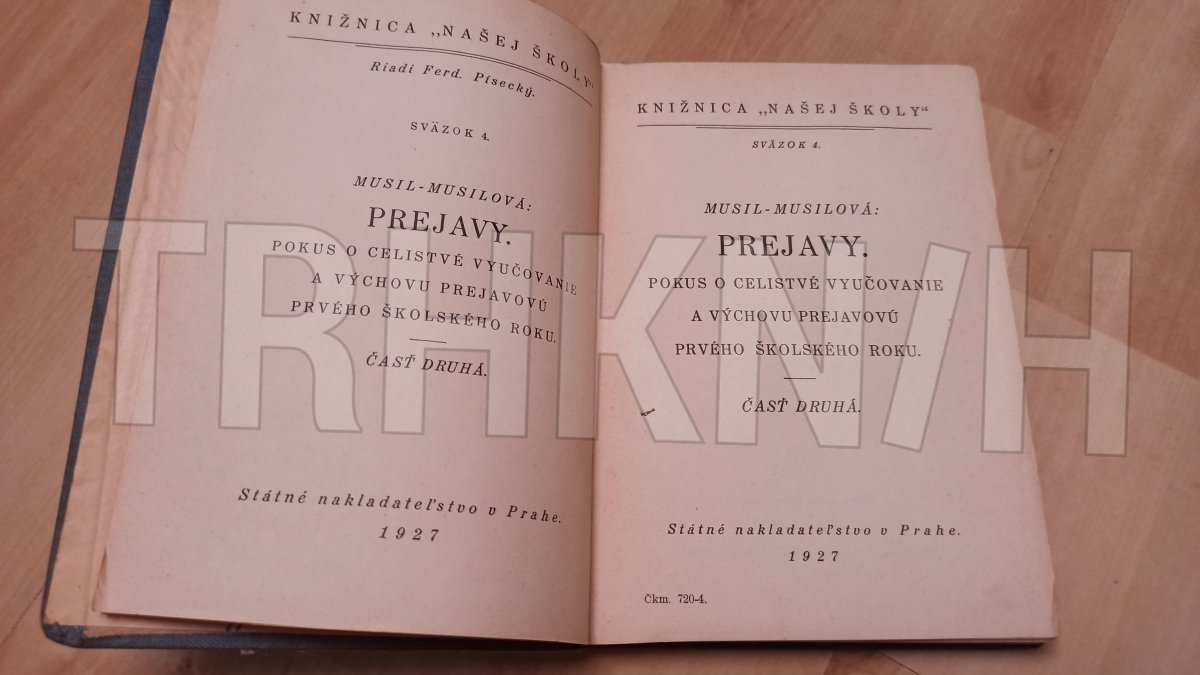 KNIŽNICA „NAŠEJ ŠKOLY“
Riadi Ferd. Písecký.
SVÄZOK 4.
MUSIL-MUSILOVÁ:
PREJAVY.
POKUS O CELISTVÉ VYUČOVANIE
A VÝCHOVU PREJAVOVÚ
PRVÉHO ŠKOLSKÉHO ROKU.
ČASŤ DRUHÁ.
Státné nakladateľstvo v Prahe.
1927
KNIŽNICA „NAŠEJ ŠKOLY“
SVÄZOK 4.
MUSIL-MUSILOVÁ:
PREJAVY.
POKUS O CELISTVÉ VYUČOVANIE
A VÝCHOVU PREJAVOVÚ
PRVÉHO ŠKOLSKÉHO ROKU.
ČASŤ DRUHÁ.
Státné nakladateľstvo v Prahe.
1927
Čkm. 720-4.
TRHKNIH